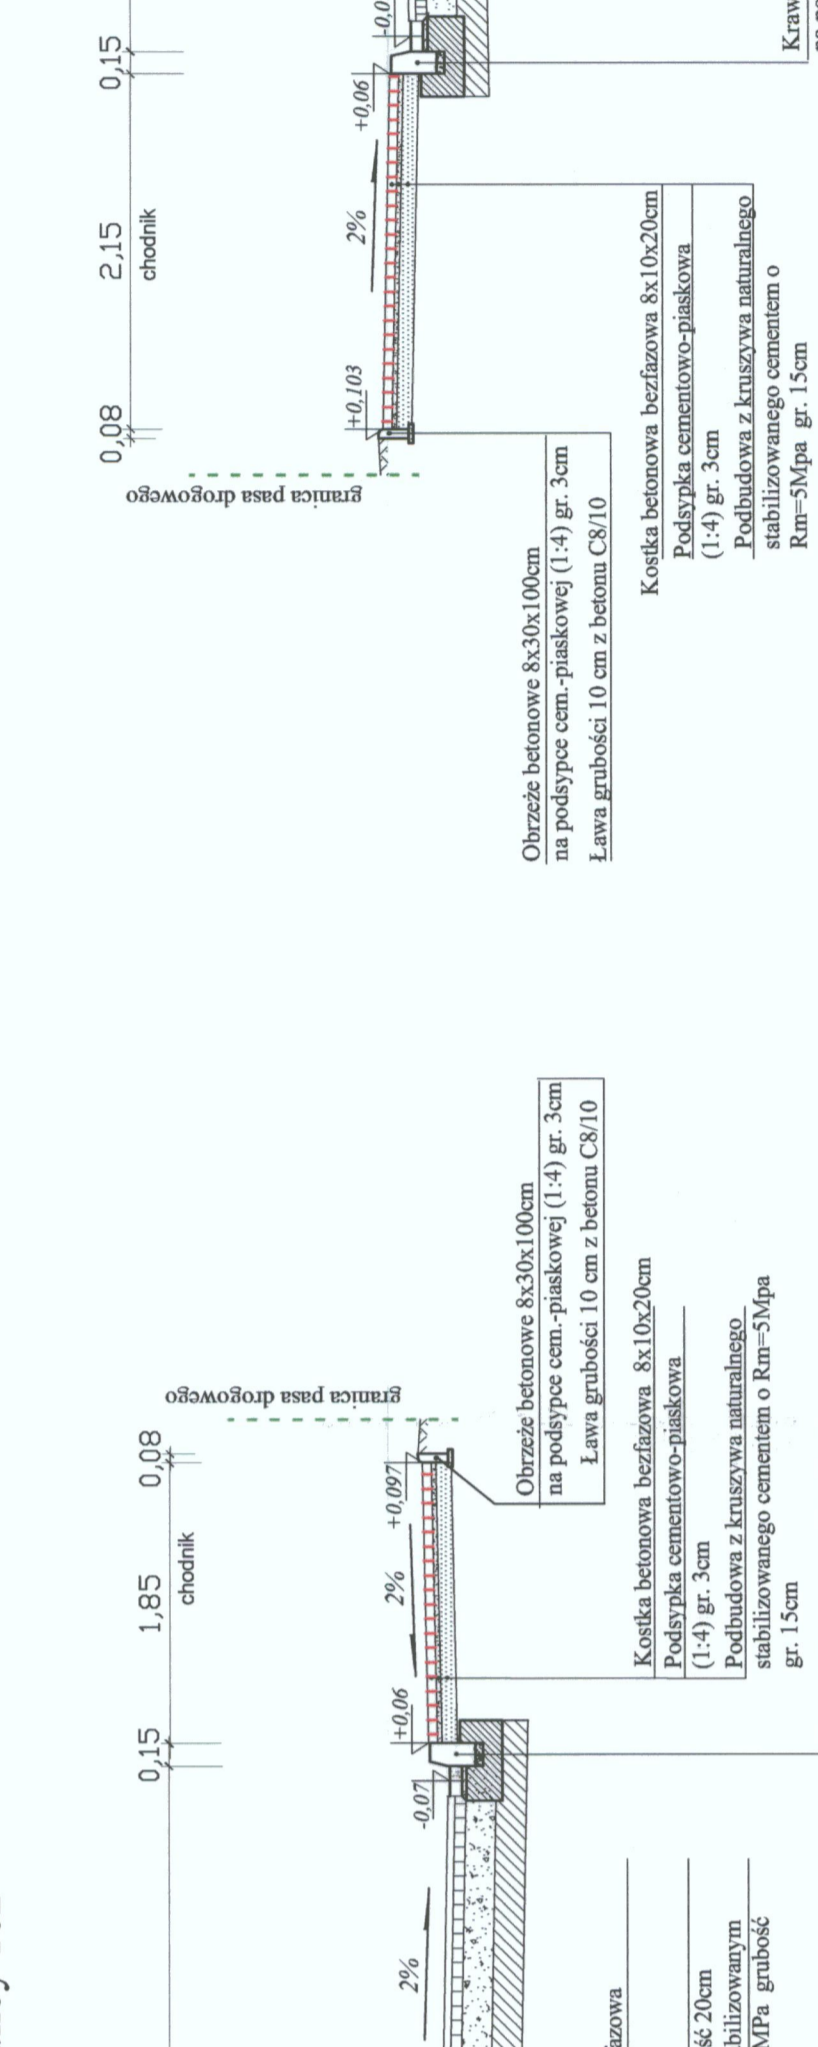 0,15
2,15
chodnik
0,08
granica pasa drogowego
+0,06
2%
+0,103
Kostka betonowa bezfazowa 8x10x20cm
Podsypka cementowo-piaskowa
(1:4) gr. 3cm
Podbudowa z kruszywa naturalnego
stabilizowanego cementem o
Rm=5Mpa gr. 15cm
Obrzeże betonowe 8x30x100cm
na podsypce cem.-piaskowej (1:4) gr. 3cm
Ława grubości 10 cm z betonu C8/10
0,15
1,85
chodnik
0,08
granica pasa drogowego
2%
-0,07
+0,06
2%
+0,097
Obrzeże betonowe 8x30x100cm
na podsypce cem.-piaskowej (1:4) gr. 3cm
Ława grubości 10 cm z betonu C8/10
Kostka betonowa bezfazowa 8x10x20cm
Podsypka cementowo-piaskowa
(1:4) gr. 3cm
Podbudowa z kruszywa naturalnego
stabilizowanego cementem o Rm=5Mpa
gr. 15cm
20cm
MPa grubość